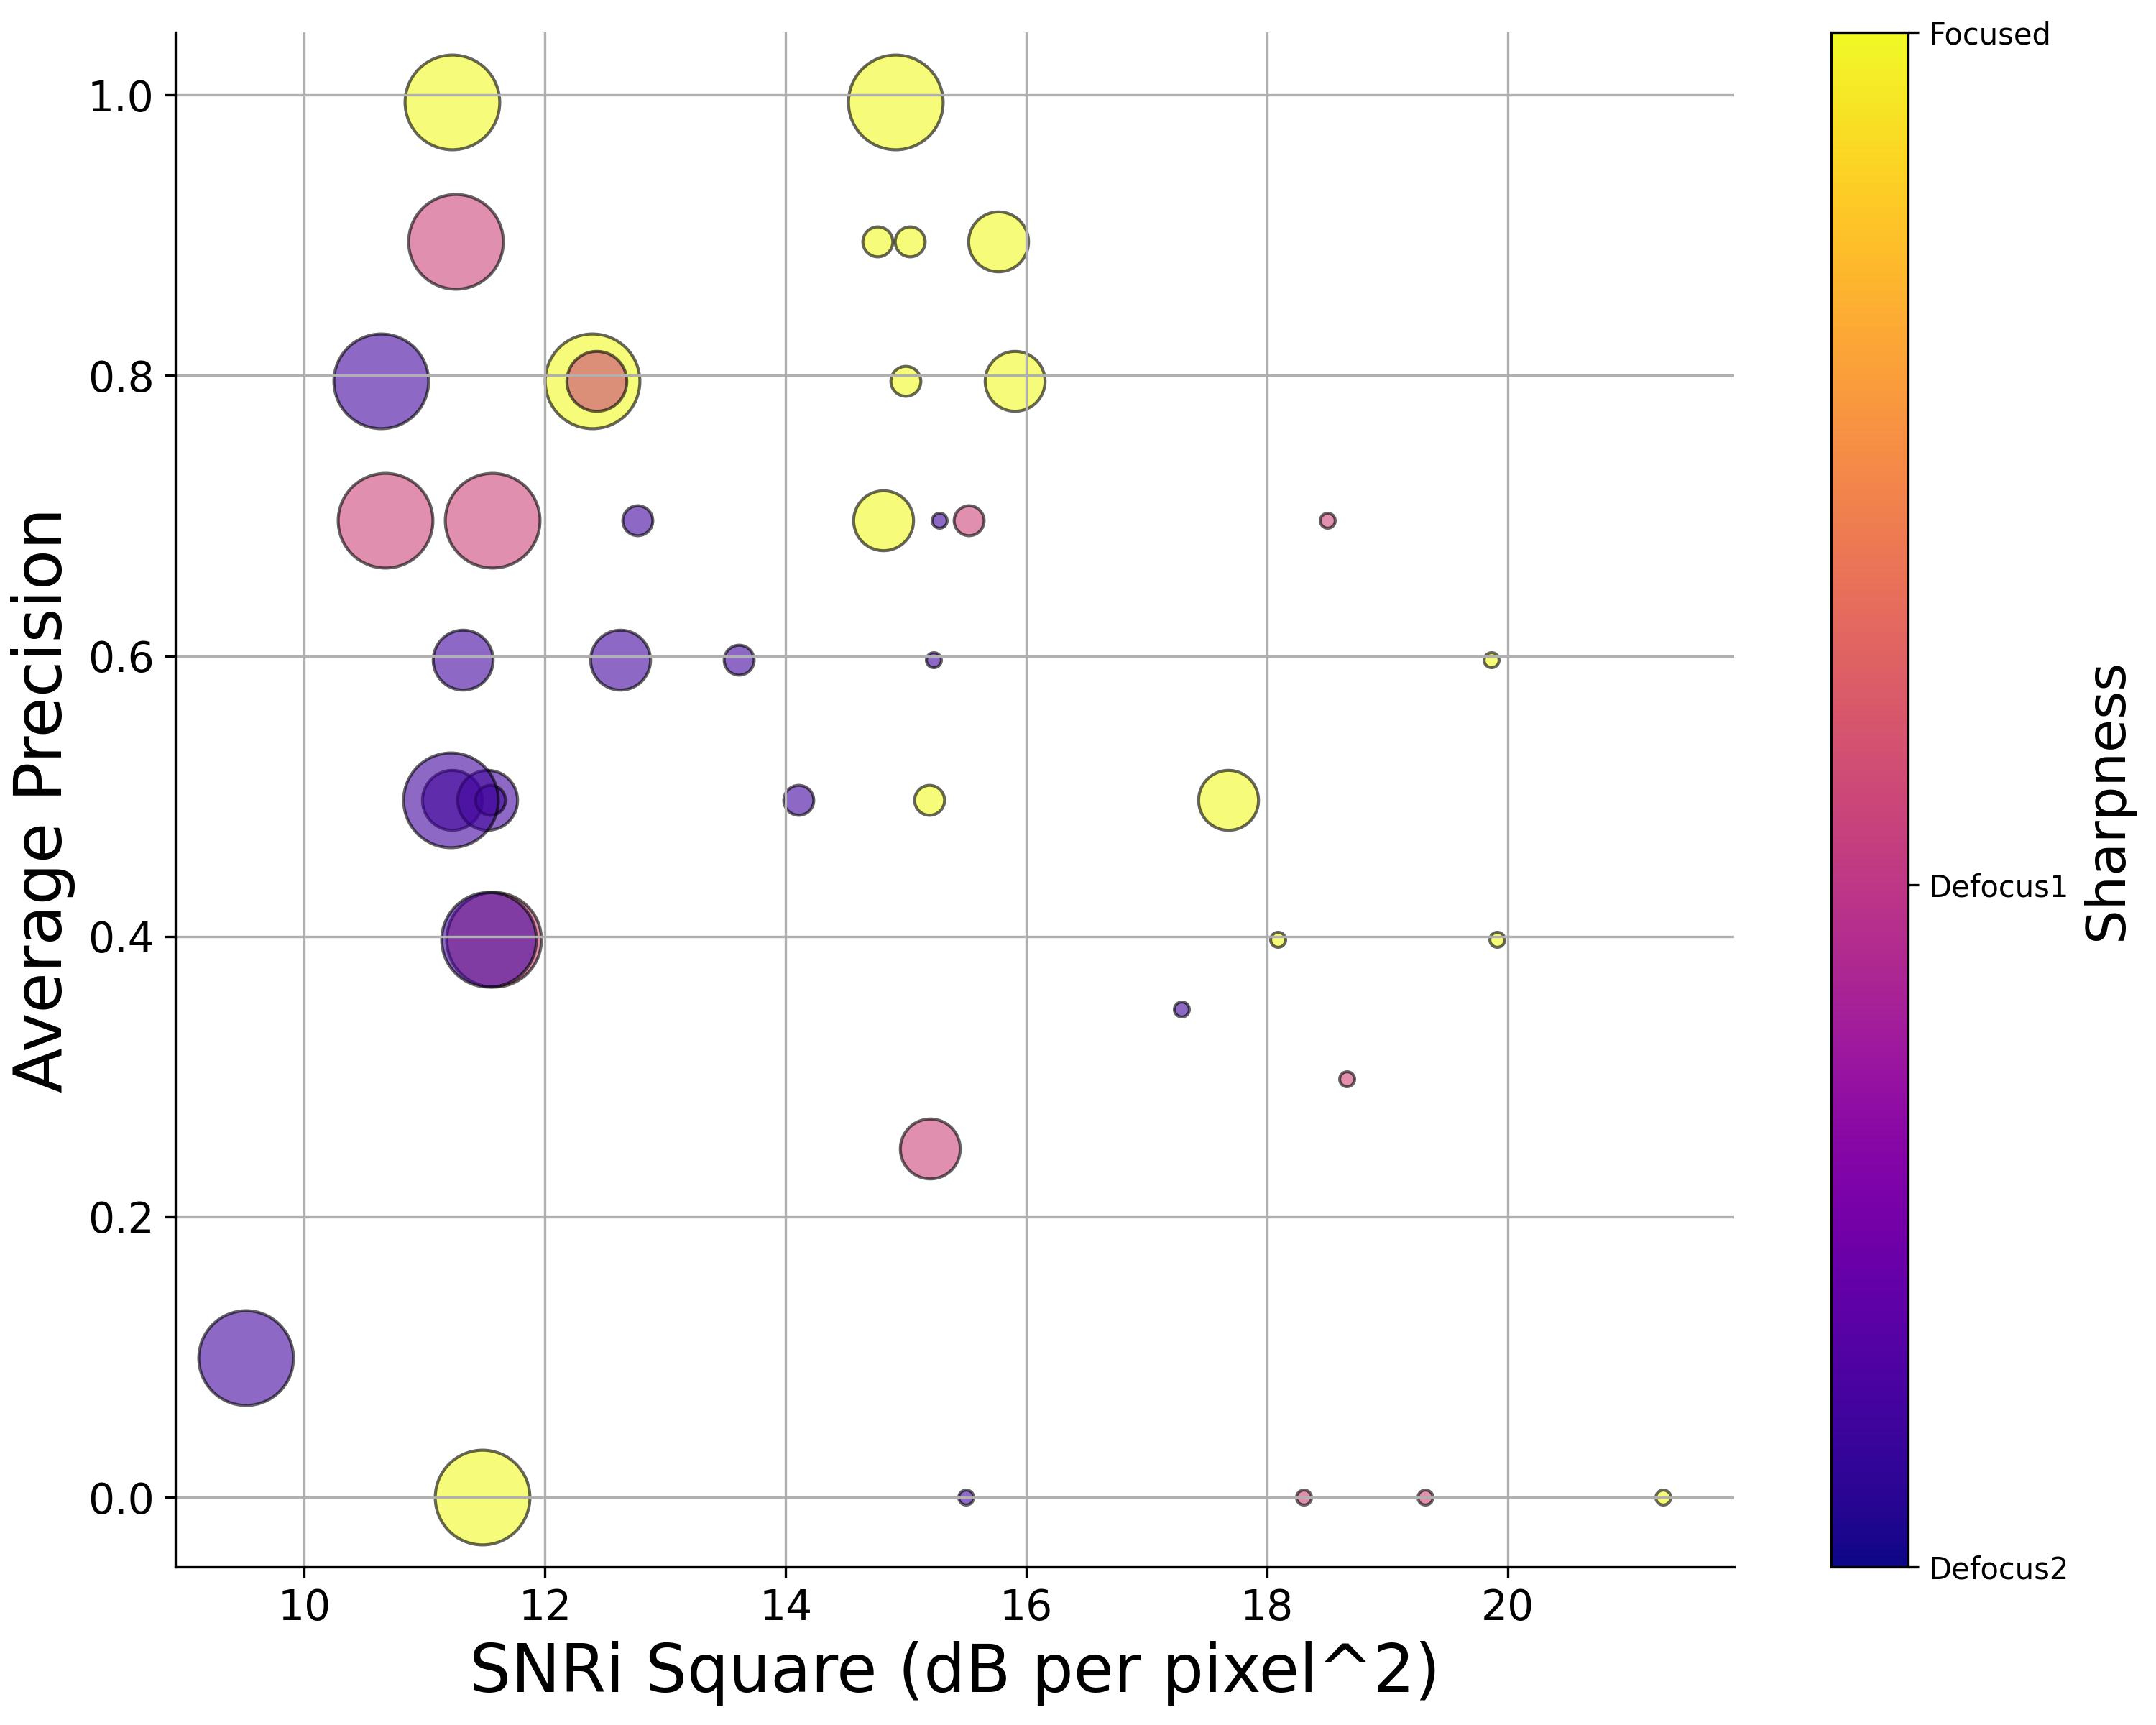 Average Precision
1.0
0.8
0.6
0.4
0.2
0.0
10 12 14 16 18 20
SNRi Square (dB per pixel^2)
Focused
Defocus1
Defocus2
Sharpness